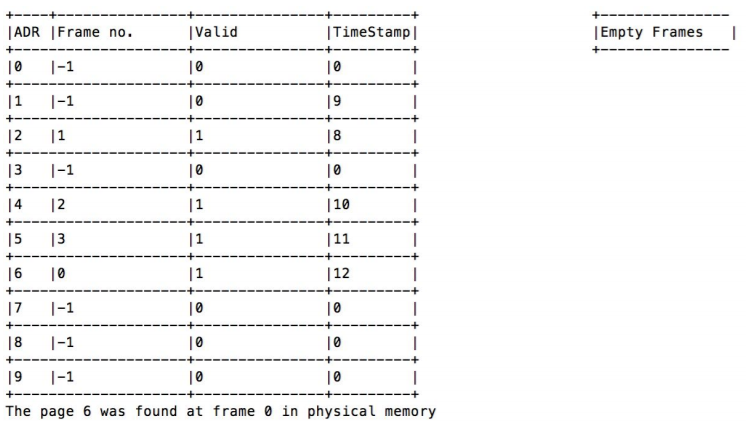 ADR Frame no. Valid TimeStamp
Empty Frames
0 -1 0 0
1 -1 0 9
2 1 1 8
3 -1 0 0
4 2 1 10
5 3 1 11
6 0 1 12
7 -1 0 0
8 -1 0 0
9 -1 0 0
The page 6 was found at frame 0 in physical memory